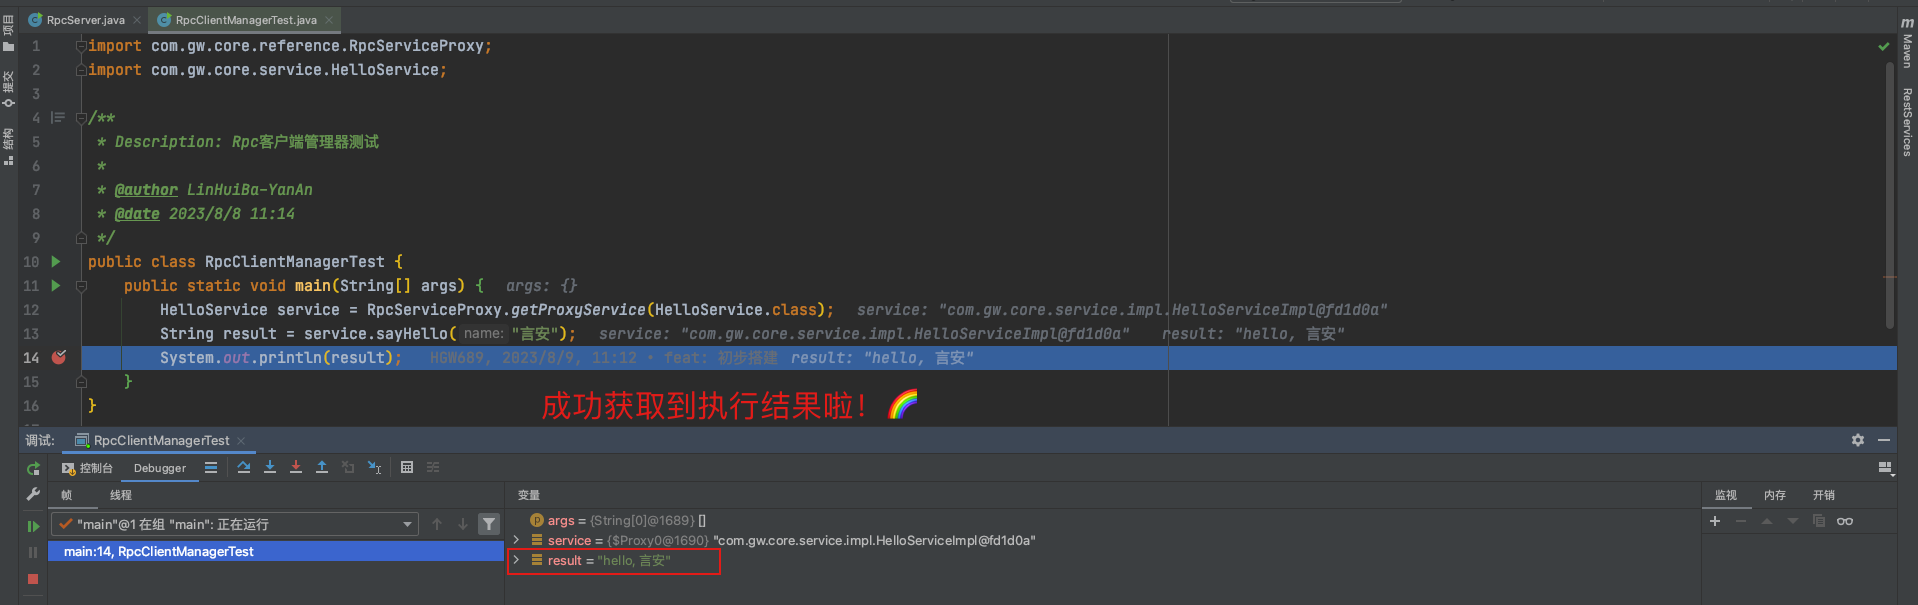 RpcServer.java
RpcClientManagerTest.java
项目
提交
结构
m
Maven
RestServices
1 import com.gw.core.reference.RpcServiceProxy;
2 import com.gw.core.service.HelloService;
3
4 /**
5 * Description: Rpc客户端管理器测试
6 *
7 * @author LinHuiBa-YanAn
8 * @date 2023/8/8 11:14
9 */
10 public class RpcClientManagerTest {
11 public static void main(String[] args) { args: {}
12 HelloService service = RpcServiceProxy.getProxyService(HelloService.class); service: "com.gw.core.service.impl.HelloServiceImpl@fd1d0a"
13 String result = service.sayHello( name: "言安"); service: "com.gw.core.service.impl.HelloServiceImpl@fd1d0a" result: "hello, 言安"
14 System.out.println(result); HGW689, 2023/8/9, 11:12 • feat: 初步搭建 result: "hello, 言安"
15 }
16 }
成功获取到执行结果啦！🌈
调试: RpcClientManagerTest
控制台 Debugger
帧 线程
"main"@1 在组 "main": 正在运行
main:14, RpcClientManagerTest
变量
args = {String[0]@1689} []
service = {$Proxy0@1690} "com.gw.core.service.impl.HelloServiceImpl@fd1d0a"
result = "hello, 言安"
监视 内存 开销